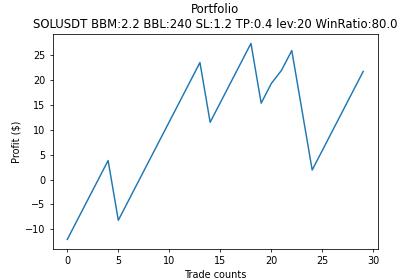 Portfolio
SOLUSDT BBM:2.2 BBL:240 SL:1.2 TP:0.4 lev:20 WinRatio:80.0
Profit ($)
25
20
15
10
5
0
−5
−10
0 5 10 15 20 25 30
Trade counts